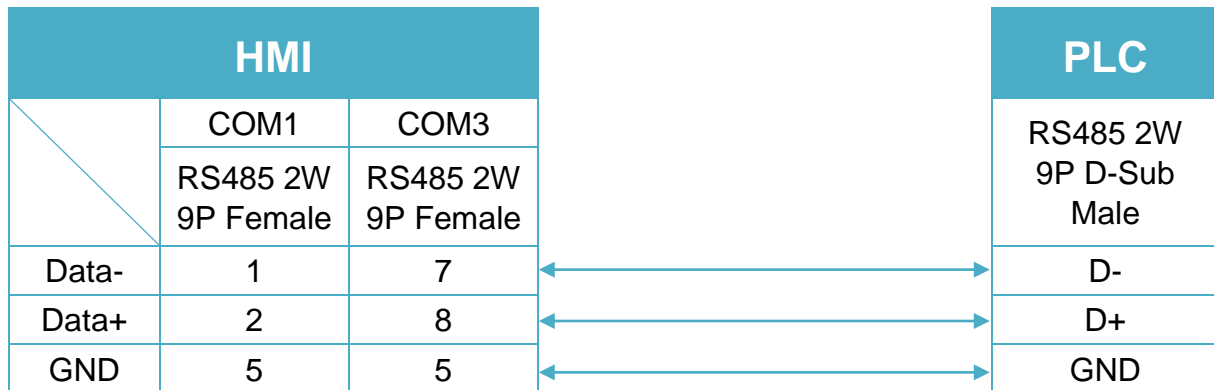 HMI
PLC
COM1 COM3
RS485 2W
9P Female
RS485 2W
9P Female
RS485 2W
9P D-Sub
Male
Data- 1 7 D-
Data+ 2 8 D+
GND 5 5 GND